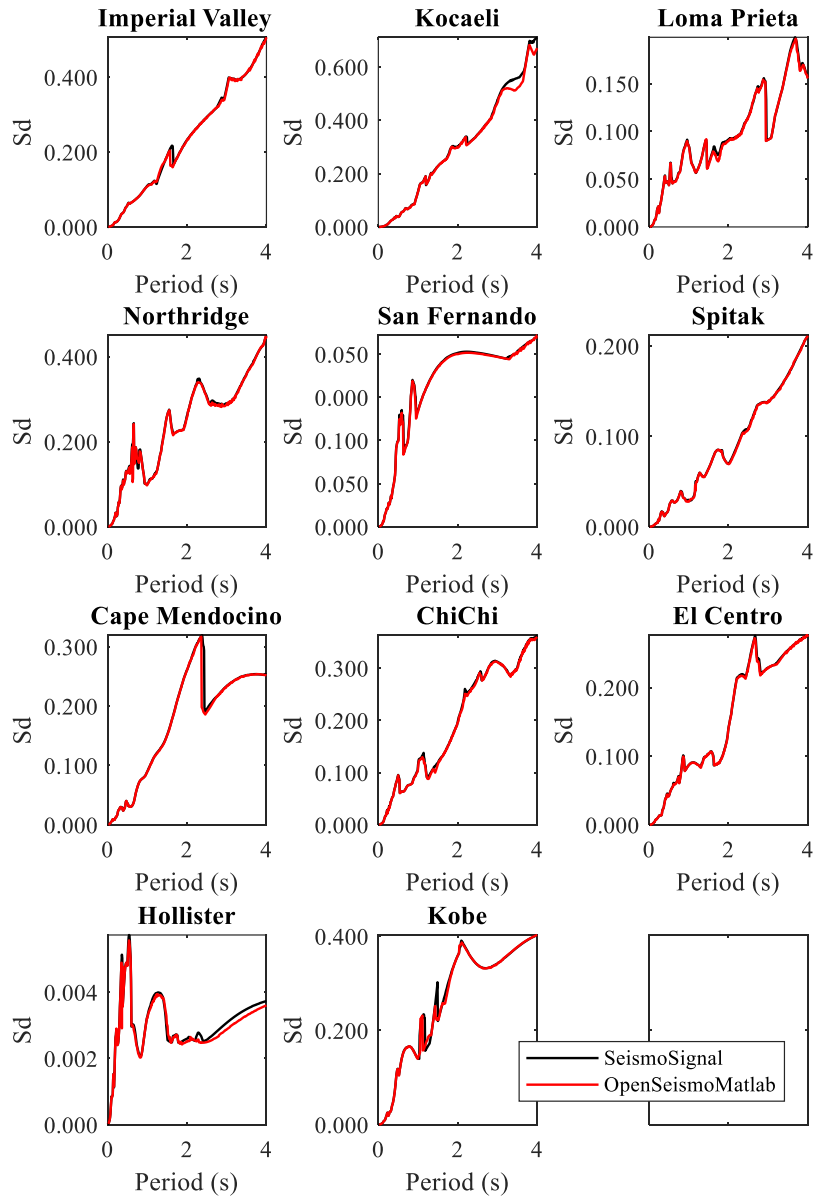 Imperial Valley
Kocaeli
Loma Prieta
0.400
0.200
0.000
Sd
0 2 4
Period (s)
0.600
0.400
0.200
0.000
Sd
0 2 4
Period (s)
0.150
0.100
0.050
0.000
Sd
0 2 4
Period (s)
Northridge
San Fernando
Spitak
0.400
0.200
0.000
Sd
0 2 4
Period (s)
0.050
0.000
0.100
0.050
0.000
Sd
0 2 4
Period (s)
0.200
0.100
0.000
Sd
0 2 4
Period (s)
Cape Mendocino
ChiChi
El Centro
0.300
0.200
0.100
0.000
Sd
0 2 4
Period (s)
0.300
0.200
0.100
0.000
Sd
0 2 4
Period (s)
0.200
0.100
0.000
Sd
0 2 4
Period (s)
Hollister
Kobe
0.004
0.002
0.000
Sd
0 2 4
Period (s)
0.400
0.200
0.000
Sd
0 2 4
Period (s)
SeismoSignal
OpenSeismoMatlab